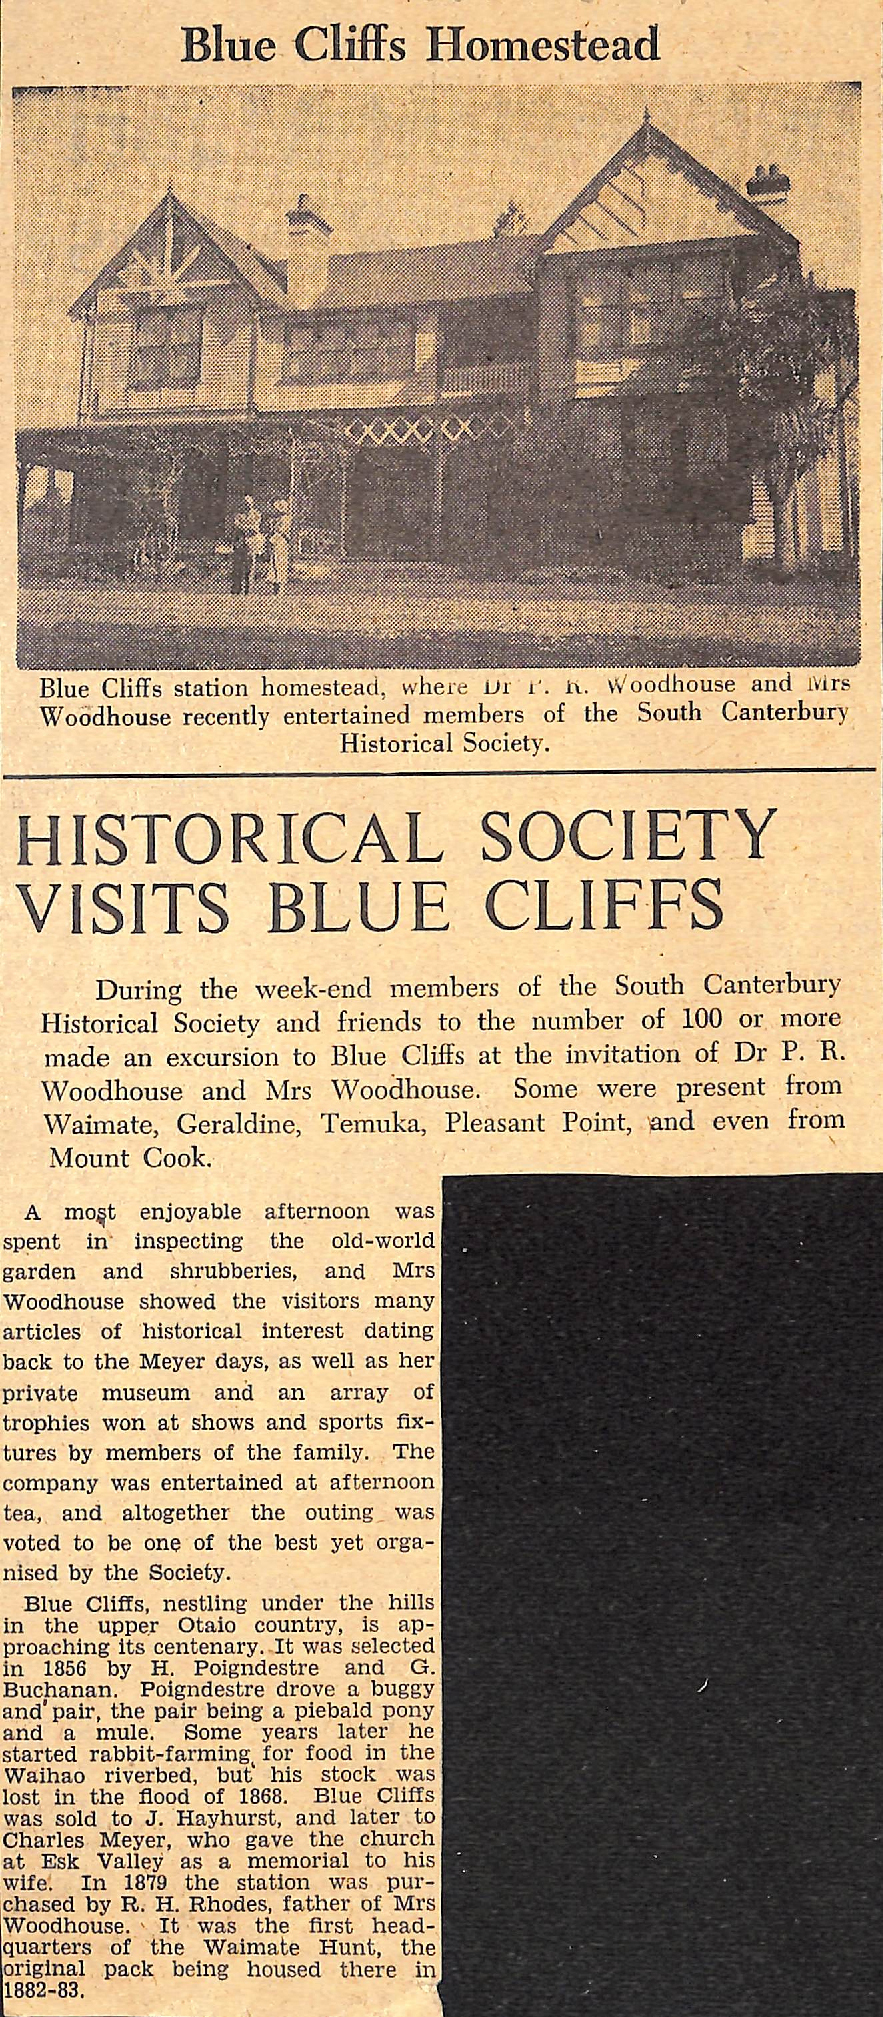 Blue Cliffs Homestead
Blue Cliffs station homestead, where Dr P. R. Woodhouse and Mrs
Woodhouse recently entertained members of the South Canterbury
Historical Society.
HISTORICAL SOCIETY
VISITS BLUE CLIFFS
During the week-end members of the South Canterbury
Historical Society and friends to the number of 100 or more
made an excursion to Blue Cliffs at the invitation of Dr P. R.
Woodhouse and Mrs Woodhouse. Some were present from
Waimate, Geraldine, Temuka, Pleasant Point, and even from
Mount Cook.
A most enjoyable afternoon was
spent in inspecting the old-world
garden and shrubberies, and Mrs
Woodhouse showed the visitors many
articles of historical interest dating
back to the Meyer days, as well as her
private museum and an array of
trophies won at shows and sports fix-
tures by members of the family. The
company was entertained at afternoon
tea, and altogether the outing was
voted to be one of the best yet orga-
nised by the Society.
Blue Cliffs, nestling under the hills
in the upper Otaio country, is ap-
proaching its centenary. It was selected
in 1856 by H. Poigndestre and G.
Buchanan. Poigndestre drove a buggy
and pair, the pair being a piebald pony
and a mule. Some years later he
started rabbit-farming for food in the
Waihao riverbed, but his stock was
lost in the flood of 1868. Blue Cliffs
was sold to J. Hayhurst, and later to
Charles Meyer, who gave the church
at Esk Valley as a memorial to his
wife. In 1879 the station was pur-
chased by R. H. Rhodes, father of Mrs
Woodhouse. It was the first head-
quarters of the Waimate Hunt, the
original pack being housed there in
1882-83.